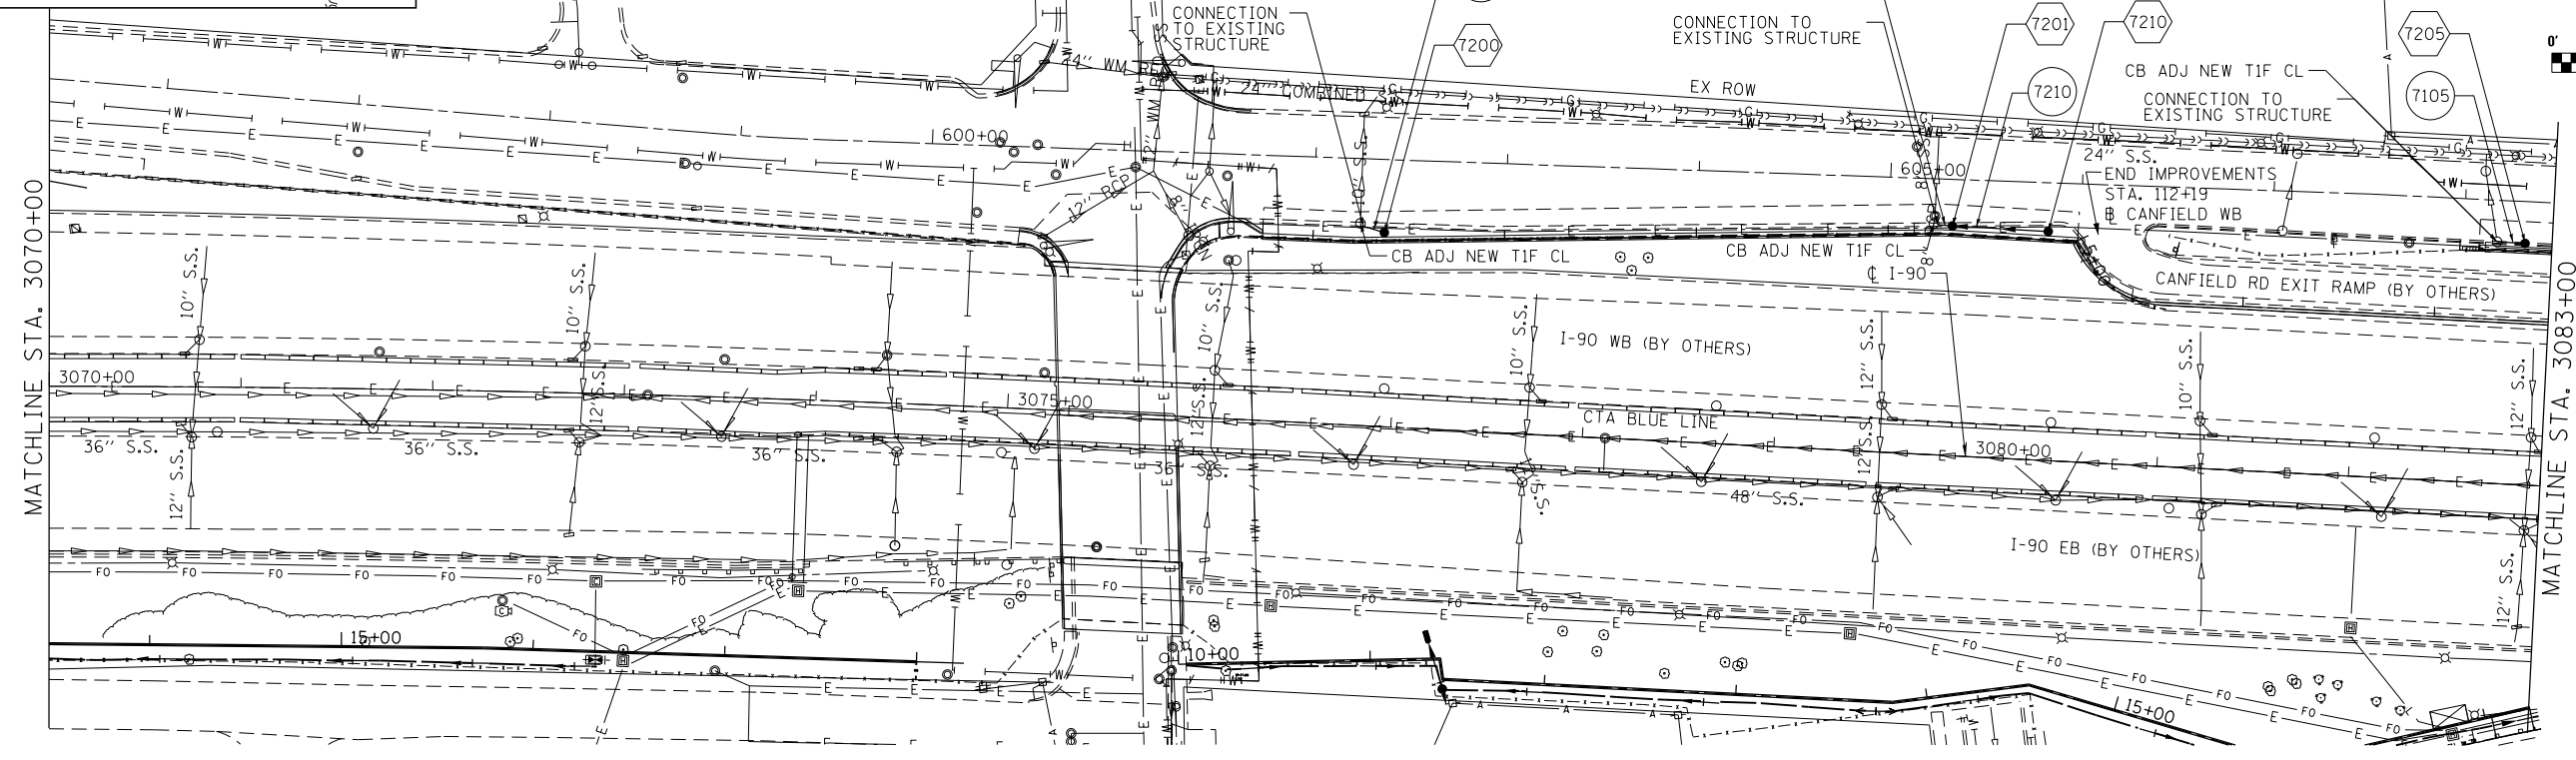 CONNECTION
TO EXISTING
STRUCTURE
7200
CONNECTION TO
EXISTING STRUCTURE
7201
7210
7210
7205
7105
0'
CB ADJ NEW T1F CL
CONNECTION TO
EXISTING STRUCTURE
EX ROW
24" COMBINED
600+00
605+00
24" S.S.
END IMPROVEMENTS
STA. 112+19
B CANFIELD WB
12" RCP
10" S.S.
CB ADJ NEW T1F CL
CB ADJ NEW T1F CL
℄ I-90
CANFIELD RD EXIT RAMP (BY OTHERS)
MATCHLINE STA. 3070+00
MATCHLINE STA. 3083+00
10" S.S.
10" S.S.
10" S.S.
10" S.S.
12" S.S.
10" S.S.
12" S.S.
I-90 WB (BY OTHERS)
3070+00
3075+00
3080+00
CTA BLUE LINE
12" S.S.
12" S.S.
12" S.S.
36" S.S.
36" S.S.
36" S.S.
36" S.S.
48" S.S.
12" S.S.
12" S.S.
I-90 EB (BY OTHERS)
15+00
10+00
15+00